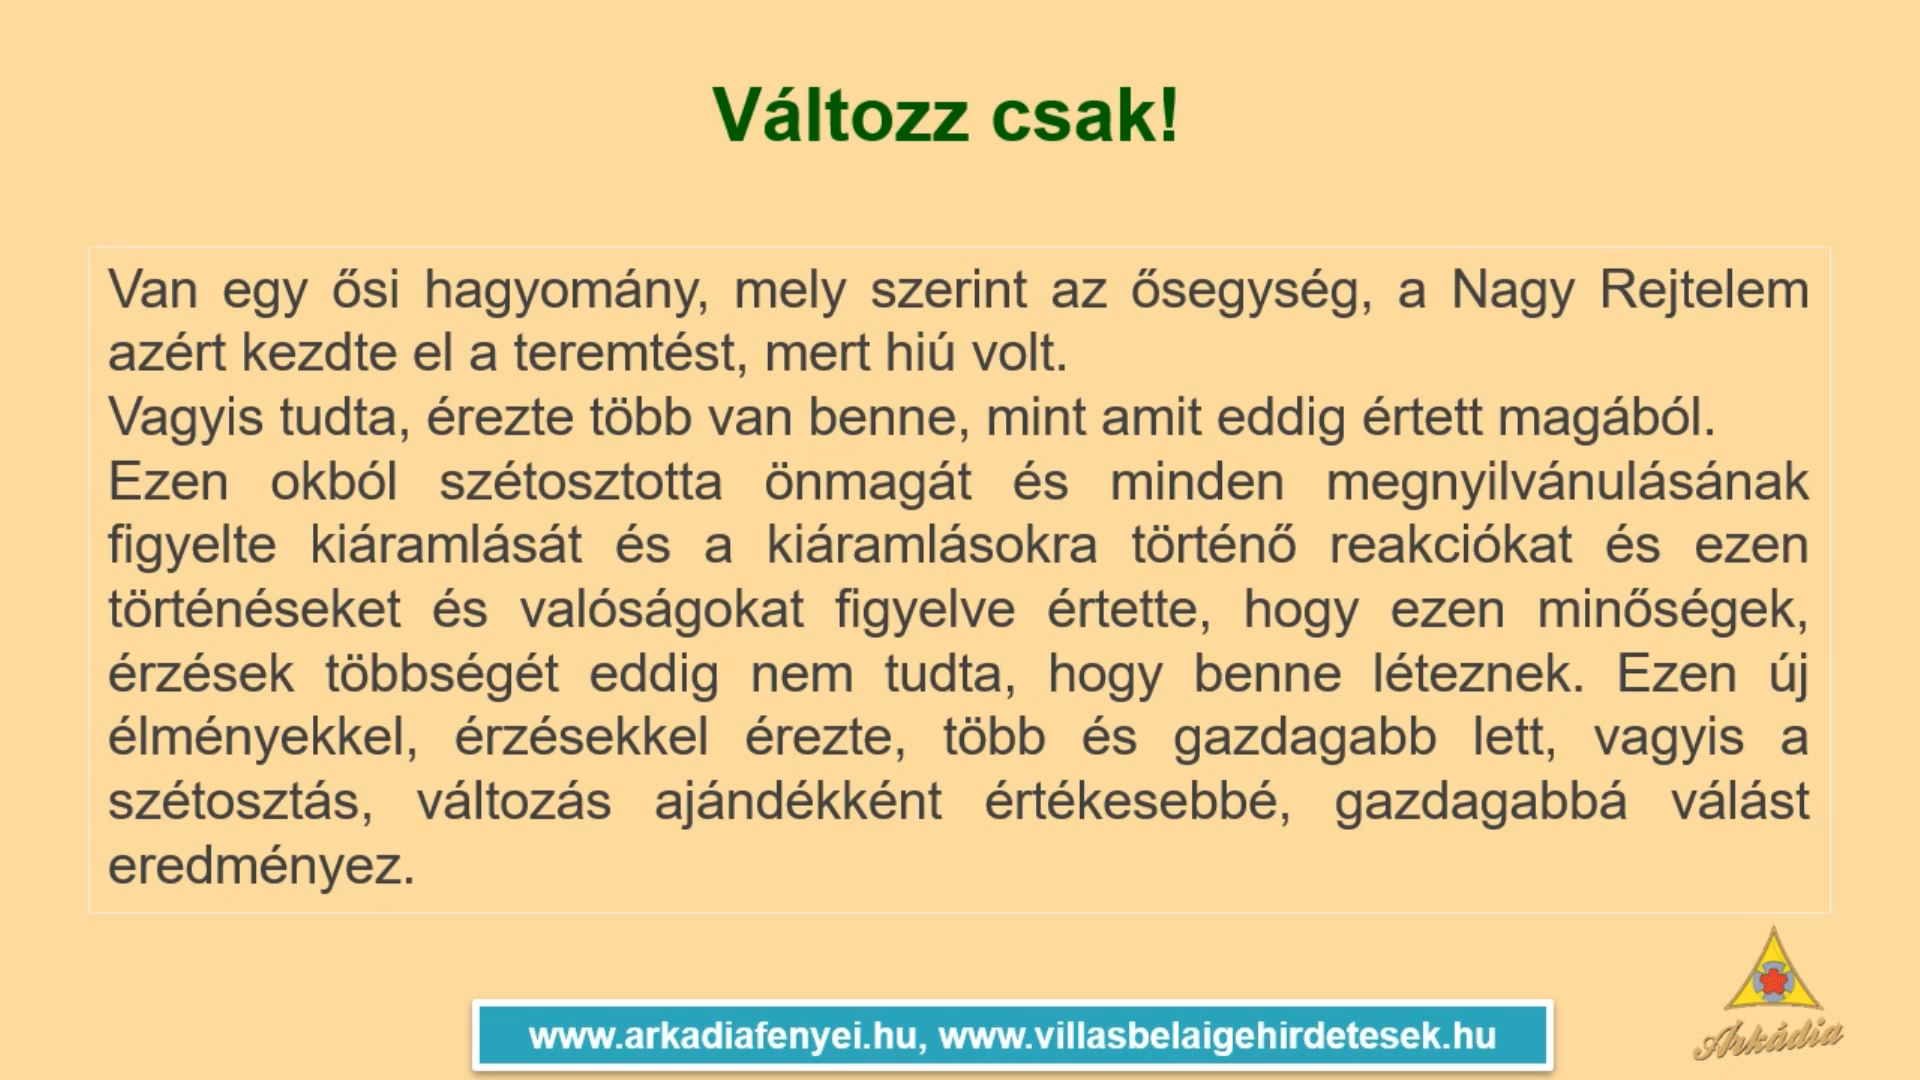 Változz csak!
Van egy ősi hagyomány, mely szerint az ősegység, a Nagy Rejtelem
azért kezdte el a teremtést, mert hiú volt.
Vagyis tudta, érezte több van benne, mint amit eddig értett magából.
Ezen okból szétosztotta önmagát és minden megnyilvánulásának
figyelte kiáramlását és a kiáramlásokra történő reakciókat és ezen
történéseket és valóságokat figyelve értette, hogy ezen minőségek,
érzések többségét eddig nem tudta, hogy benne léteznek. Ezen új
élményekkel, érzésekkel érezte, több és gazdagabb lett, vagyis a
szétosztás, változás ajándékként értékesebbé, gazdagabbá válást
eredményez.
www.arkadiafenyei.hu, www.villasbelaigehirdetesek.hu
Arkádia